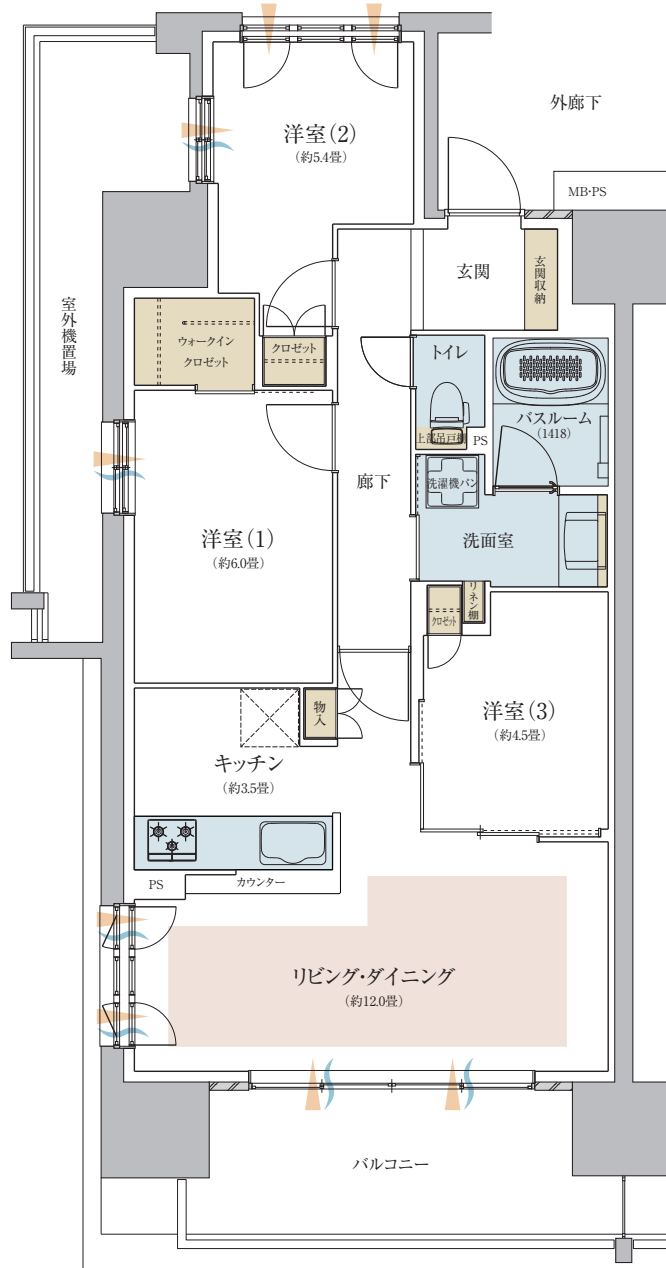 外廊下
洋室(2)
(約5.4畳)
MB・PS
玄関
玄関収納
室外機置場
ウォークイン
クロゼット
クロゼット
トイレ
上部吊戸棚
PS
バスルーム
(1418)
洗濯機パン
廊下
洗面室
洋室(1)
(約6.0畳)
リネン棚
クロゼット
洋室(3)
(約4.5畳)
物入
キッチン
(約3.5畳)
PS
カウンター
リビング・ダイニング
(約12.0畳)
バルコニー